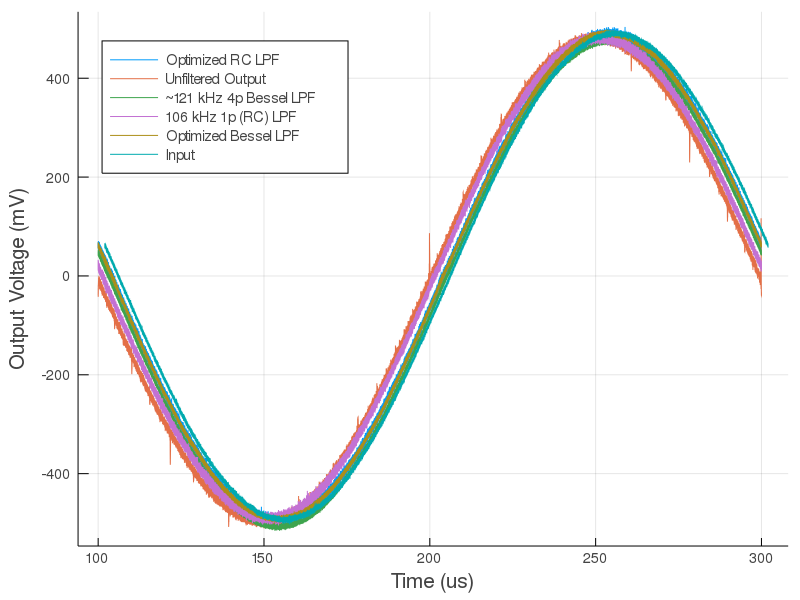 Optimized RC LPF
Unfiltered Output
~121 kHz 4p Bessel LPF
106 kHz 1p (RC) LPF
Optimized Bessel LPF
Input
400
200
0
-200
-400
Output Voltage (mV)
100 150 200 250 300
Time (us)